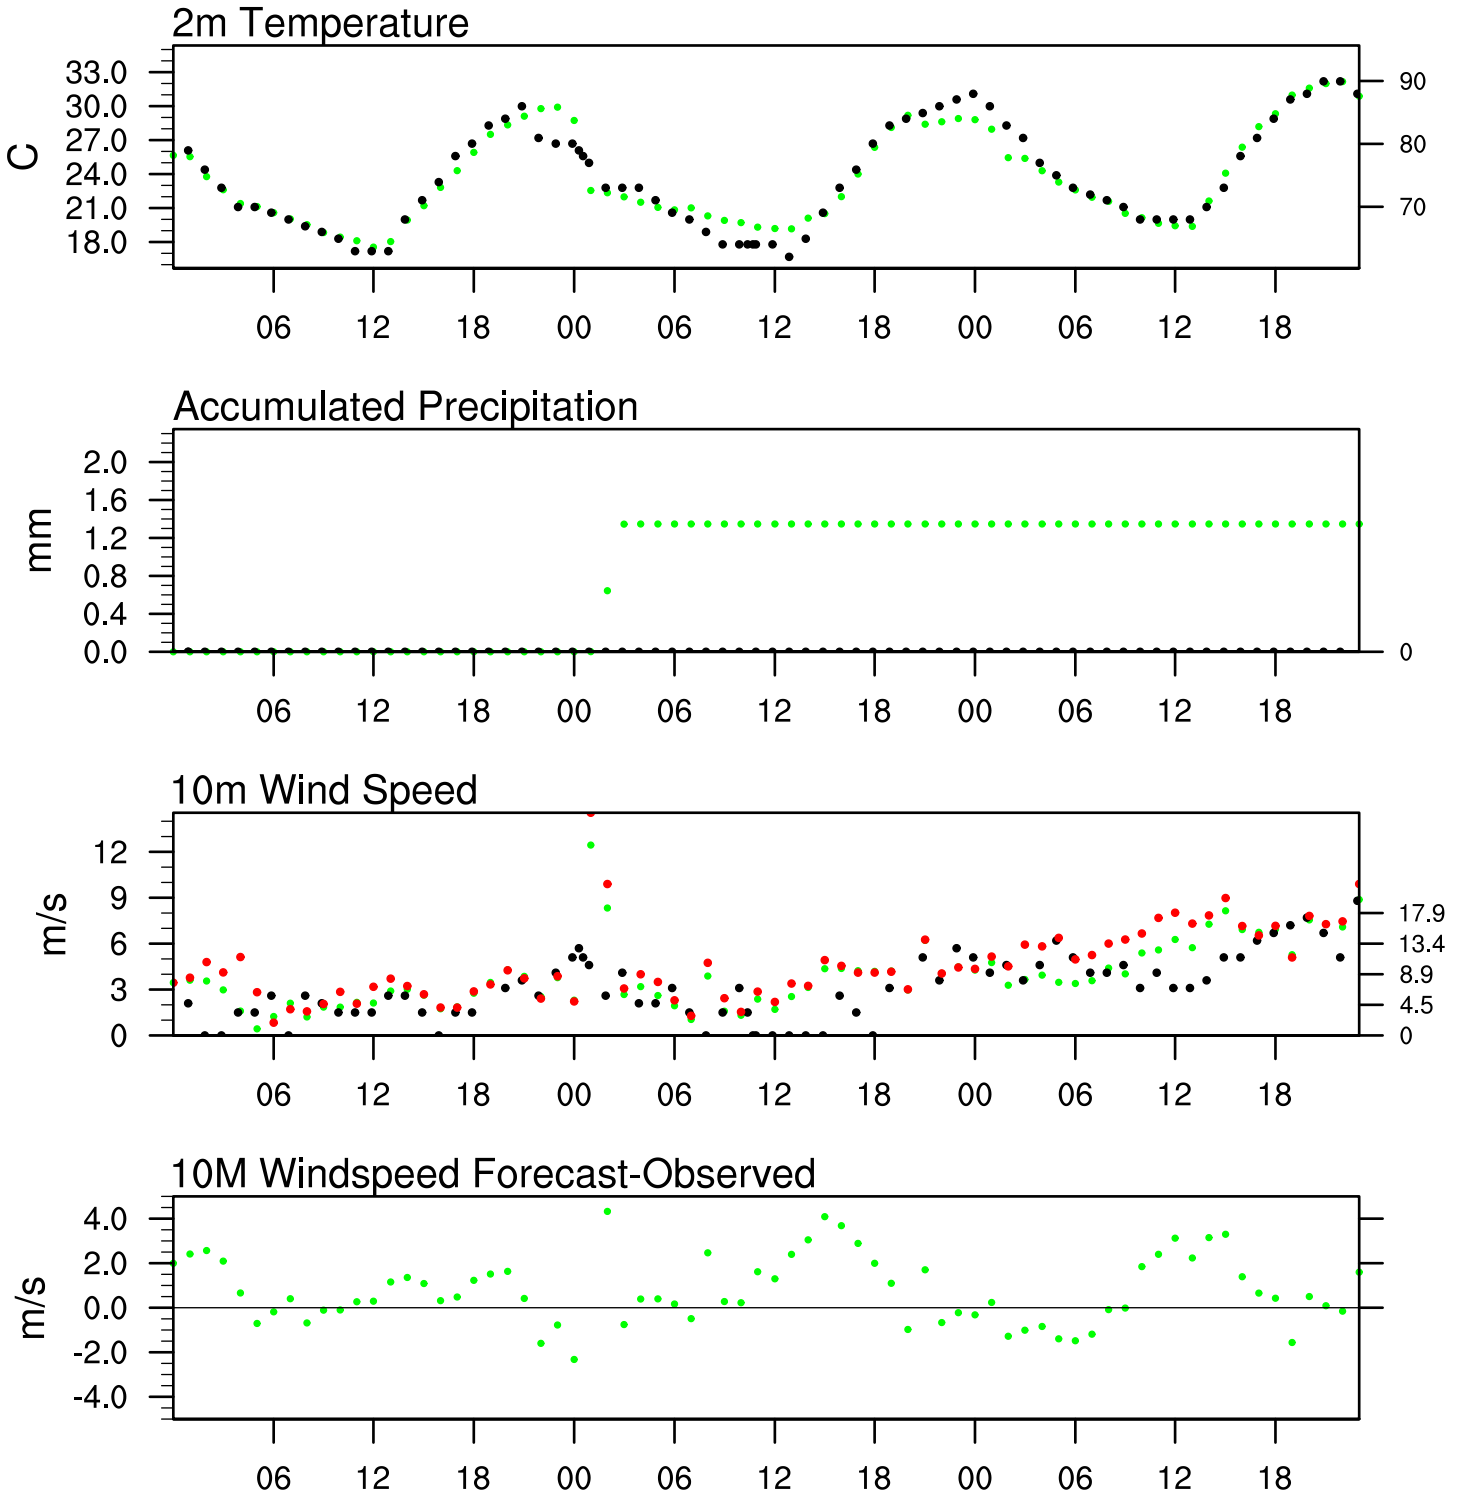 2m Temperature
C
33.0
30.0
27.0
24.0
21.0
18.0
90
80
70
06 12 18 00 06 12 18 00 06 12 18
Accumulated Precipitation
mm
2.0
1.6
1.2
0.8
0.4
0.0
0
06 12 18 00 06 12 18 00 06 12 18
10m Wind Speed
m/s
12
9
6
3
0
17.9
13.4
8.9
4.5
0
06 12 18 00 06 12 18 00 06 12 18
10M Windspeed Forecast-Observed
m/s
4.0
2.0
0.0
-2.0
-4.0
06 12 18 00 06 12 18 00 06 12 18